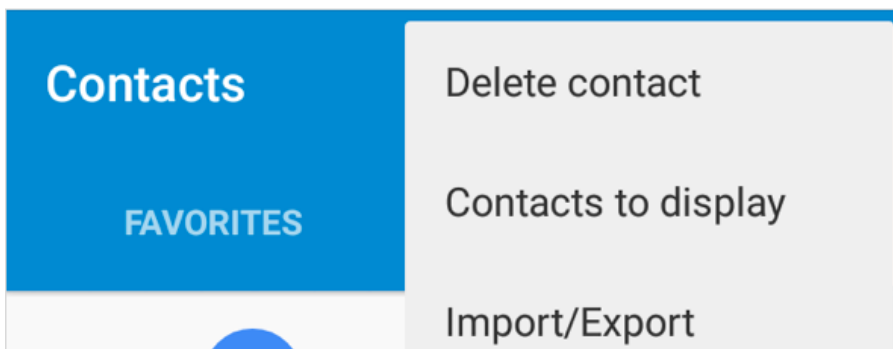 Contacts
FAVORITES
Delete contact
Contacts to display
Import/Export